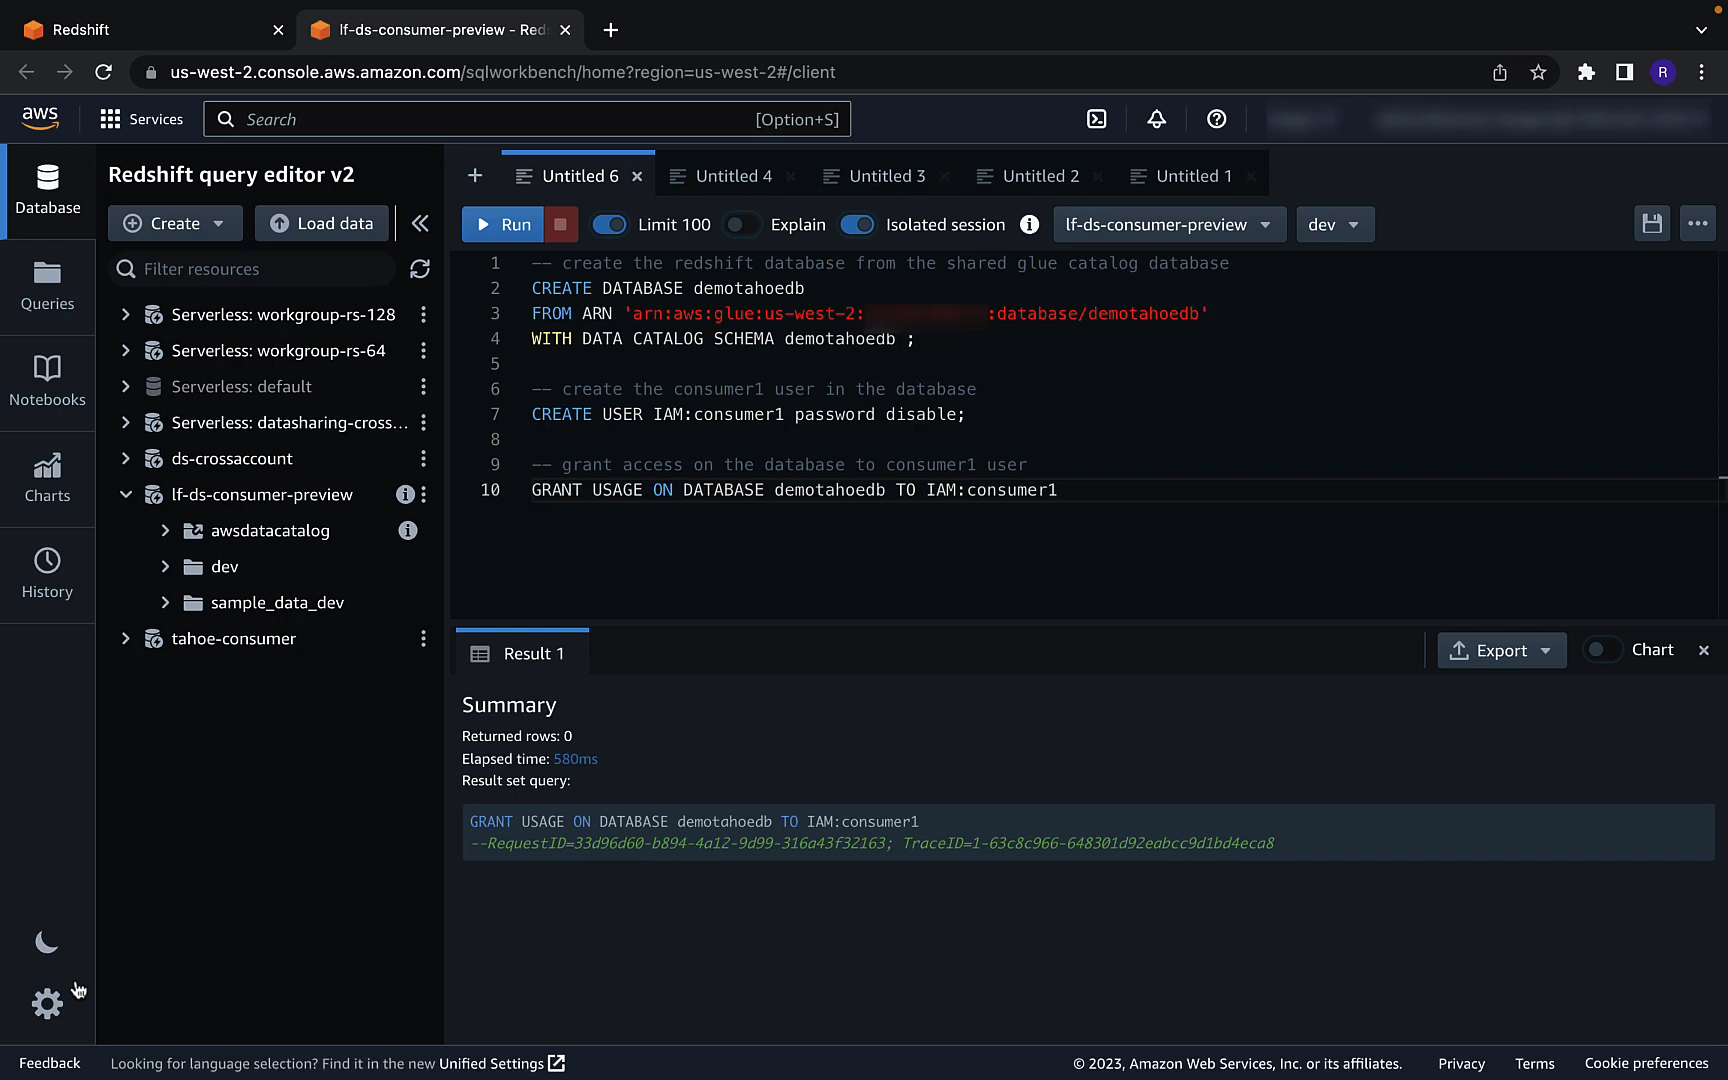 Redshift
lf-ds-consumer-preview - Red
us-west-2.console.aws.amazon.com/sqlworkbench/home?region=us-west-2#/client
R
aws
Services
Search
[Option+S]
Database
Queries
Notebooks
Charts
History
Redshift query editor v2
Create
Load data
Filter resources
Serverless: workgroup-rs-128
Serverless: workgroup-rs-64
Serverless: default
Serverless: datasharing-cross...
ds-crossaccount
lf-ds-consumer-preview
awsdatacatalog
dev
sample_data_dev
tahoe-consumer
Untitled 6
Untitled 4
Untitled 3
Untitled 2
Untitled 1
Run
Limit 100
Explain
Isolated session
lf-ds-consumer-preview
dev
1 -- create the redshift database from the shared glue catalog database
2 CREATE DATABASE demotahoedb
3 FROM ARN 'arn:aws:glue:us-west-2: :database/demotahoedb'
4 WITH DATA CATALOG SCHEMA demotahoedb ;
5
6 -- create the consumer1 user in the database
7 CREATE USER IAM:consumer1 password disable;
8
9 -- grant access on the database to consumer1 user
10 GRANT USAGE ON DATABASE demotahoedb TO IAM:consumer1
Result 1
Export
Chart
Summary
Returned rows: 0
Elapsed time: 580ms
Result set query:
GRANT USAGE ON DATABASE demotahoedb TO IAM:consumer1
--RequestID=33d96d60-b894-4a12-9d99-316a43f32163; TraceID=1-63c8c966-648301d92eabcc9d1bd4eca8
Feedback
Looking for language selection? Find it in the new Unified Settings
© 2023, Amazon Web Services, Inc. or its affiliates.
Privacy
Terms
Cookie preferences